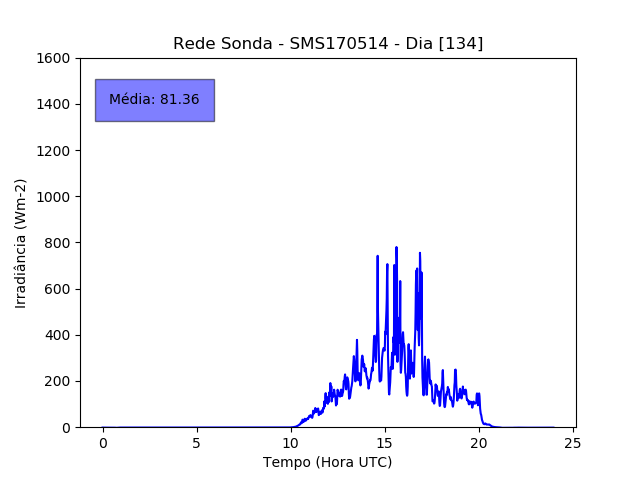 Rede Sonda - SMS170514 - Dia [134]
1600
1400
1200
1000
800
600
400
200
0
Média: 81.36
Irradiância (Wm-2)
0 5 10 15 20 25
Tempo (Hora UTC)